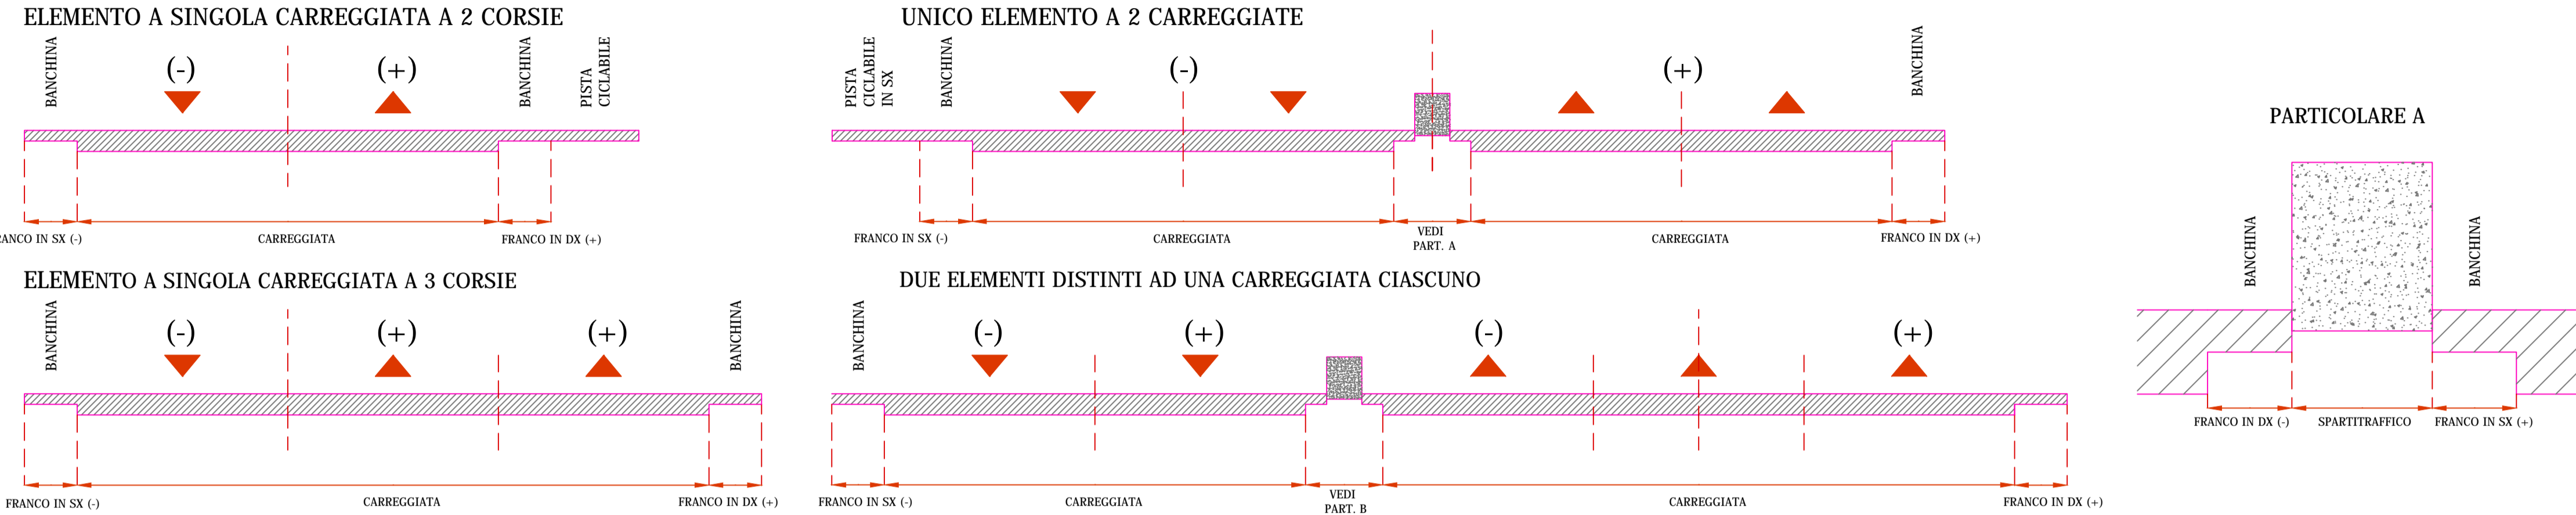 ELEMENTO A SINGOLA CARREGGIATA A 2 CORSIE
BANCHINA
(-)
(+)
BANCHINA
PISTA
CICLABILE
RANCO IN SX (-)
CARREGGIATA
FRANCO IN DX (+)
UNICO ELEMENTO A 2 CARREGGIATE
PISTA
CICLABILE
IN SX
BANCHINA
(-)
(+)
BANCHINA
FRANCO IN SX (-)
CARREGGIATA
VEDI
PART. A
CARREGGIATA
FRANCO IN DX (+)
ELEMENTO A SINGOLA CARREGGIATA A 3 CORSIE
BANCHINA
(-)
(+)
(+)
BANCHINA
FRANCO IN SX (-)
CARREGGIATA
FRANCO IN DX (+)
DUE ELEMENTI DISTINTI AD UNA CARREGGIATA CIASCUNO
BANCHINA
(-)
(+)
(-)
(+)
FRANCO IN SX (-)
CARREGGIATA
VEDI
PART. B
CARREGGIATA
FRANCO IN DX (+)
PARTICOLARE A
BANCHINA
BANCHINA
FRANCO IN DX (-)
SPARTITRAFFICO
FRANCO IN SX (+)